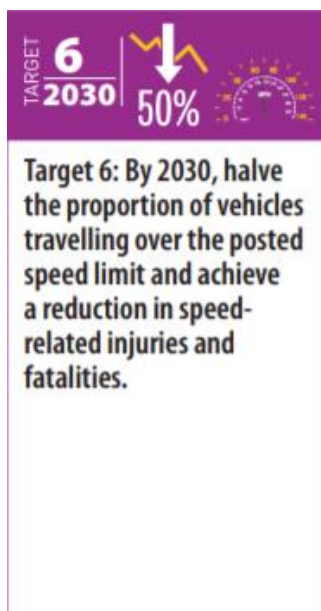 TARGET
6
2030
50%
Target 6: By 2030, halve
the proportion of vehicles
travelling over the posted
speed limit and achieve
a reduction in speed-
related injuries and
fatalities.